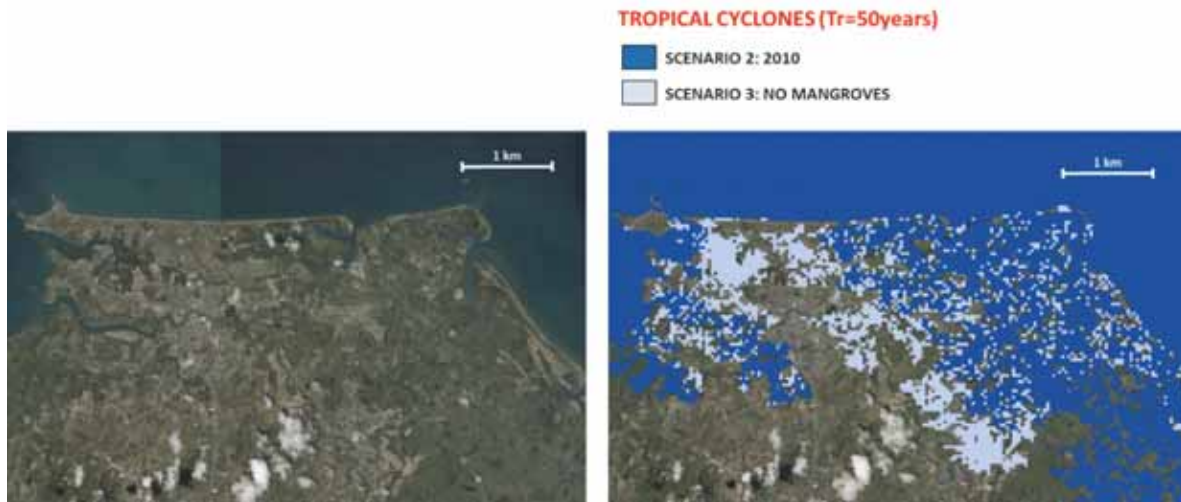 TROPICAL CYCLONES (Tr=50years)
SCENARIO 2: 2010
SCENARIO 3: NO MANGROVES
1 km
1 km